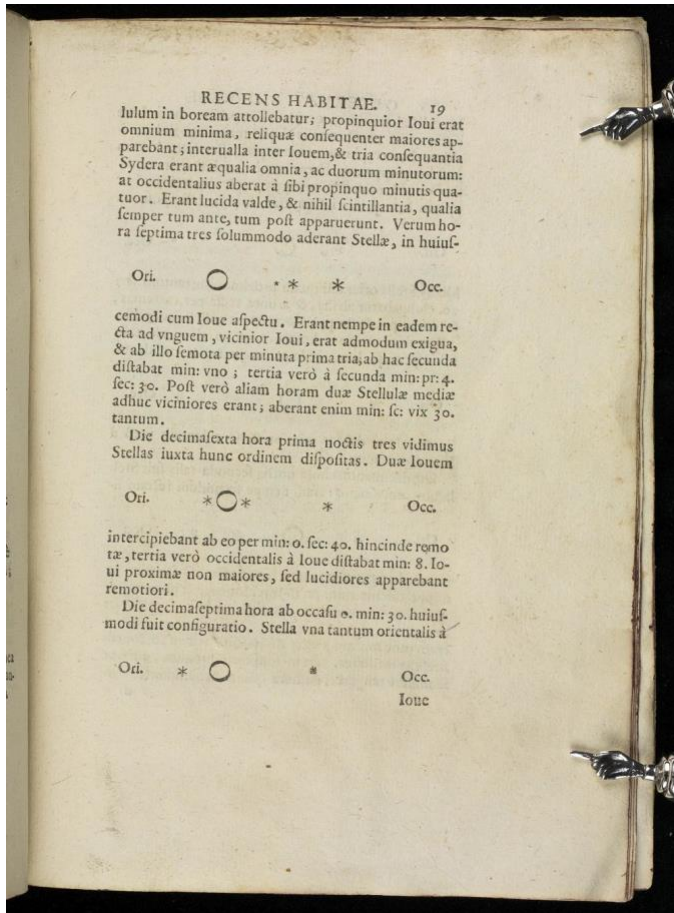 RECENS HABITAE. 19
lulum in boream attollebatur; propinquior Ioui erat
omnium minima, reliquæ conſequenter maiores ap-
parebant; interualla inter Iouem,& tria conſequantia
Sydera erant æqualia omnia, ac duorum minutorum:
at occidentalius aberat à ſibi propinquo minutis qua-
tuor. Erant lucida valde, & nihil ſcintillantia, qualia
ſemper tum ante, tum poſt apparuerunt. Verum ho-
ra ſeptima tres ſolummodo aderant Stellæ, in huiuſ-
Ori. Occ.
cemodi cum Ioue aſpectu. Erant nempe in eadem re-
cta ad vnguem, vicinior Ioui, erat admodum exigua,
& ab illo ſemota per minuta prima tria; ab hac ſecunda
diſtabat min: vno; tertia verò à ſecunda min: pr: 4.
ſec: 30. Poſt verò aliam horam duæ Stellulæ mediæ
adhuc viciniores erant; aberant enim min: ſc: vix 30.
tantum.
Die decimaſexta hora prima noctis tres vidimus
Stellas iuxta hunc ordinem diſpoſitas. Duæ Iouem
Ori. Occ.
intercipiebant ab eo per min: 0. ſec: 40. hincinde remo
tæ, tertia verò occidentalis à Ioue diſtabat min: 8. Io-
ui proximæ non maiores, ſed lucidiores apparebant
remotiori.
Die decimaſeptima hora ab occaſu 0. min: 30. huiuſ-
modi fuit configuratio. Stella vna tantum orientalis à
Ori. Occ.
Ioue